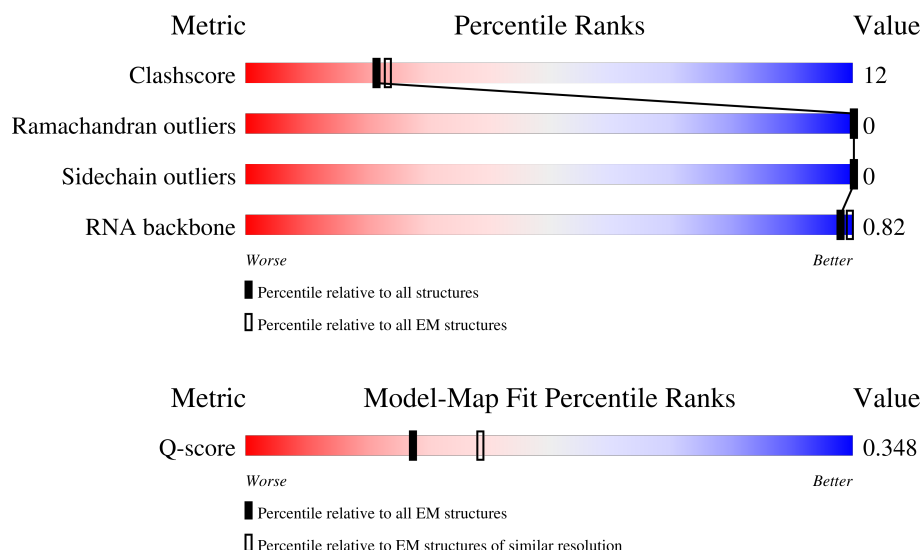 Metric Percentile Ranks Value
Clashscore 12
Ramachandran outliers 0
Sidechain outliers 0
RNA backbone 0.82
Worse Better
Percentile relative to all structures
Percentile relative to all EM structures
Metric Model-Map Fit Percentile Ranks Value
Q-score 0.348
Worse Better
Percentile relative to all EM structures
Percentile relative to EM structures of similar resolution